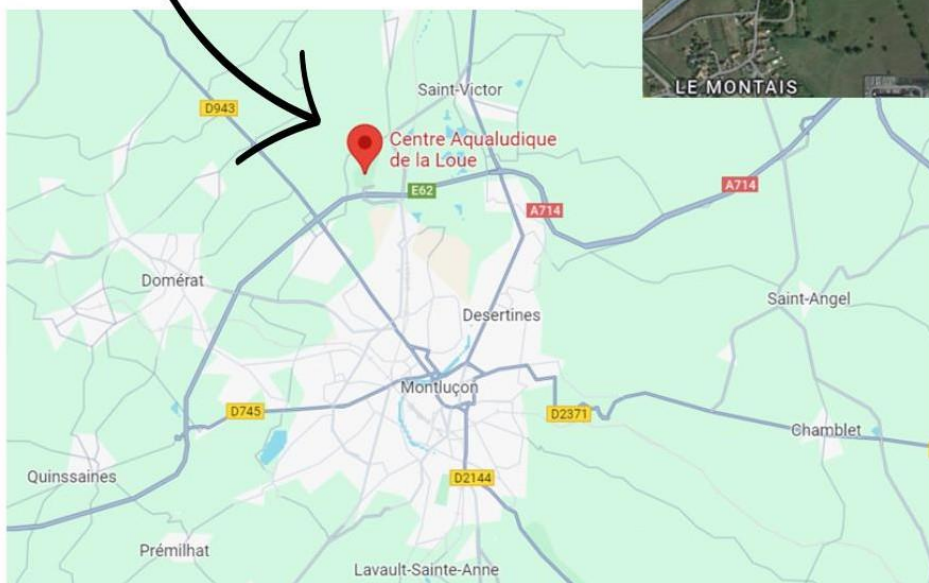 LE MONTAIS
Saint-Victor
D943
Centre Aqualudique
de la Loue
E62
A714
A714
Domérat
Saint-Angel
Desertines
Montluçon
D745
D2371
Chamblet
Quinssaines
D2144
Prémilhat
Lavault-Sainte-Anne